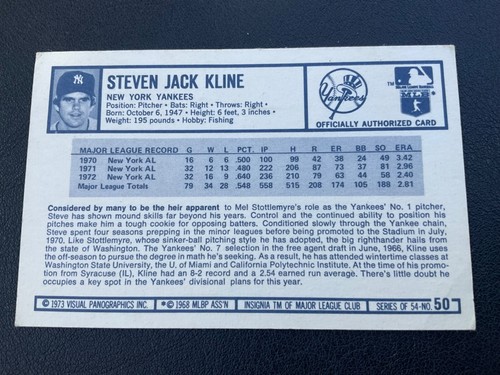 STEVEN JACK KLINE
NEW YORK YANKEES
Position: Pitcher • Bats: Right • Throws: Right
Born: October 6, 1947 • Height: 6 feet, 3 inches
Weight: 195 pounds • Hobby: Fishing
Yankees
TM
MAJOR LEAGUE BASEBALL
OFFICIALLY AUTHORIZED CARD
MAJOR LEAGUE RECORD G W L PCT. IP H R ER BB SO ERA
1970 New York AL 16 6 6 .500 100 99 42 38 24 49 3.42
1971 New York AL 32 12 13 .480 222 206 87 73 37 81 2.96
1972 New York AL 32 16 9 .640 236 210 79 63 44 58 2.40
Major League Totals 79 34 28 .548 558 515 208 174 105 188 2.81
Considered by many to be the heir apparent to Mel Stottlemyre's role as the Yankees' No. 1 pitcher,
Steve has shown mound skills far beyond his years. Control and the continued ability to position his
pitches make him a tough cookie for opposing batters. Conditioned slowly through the Yankee chain,
Steve spent four seasons prepping in the minor leagues before being promoted to the Stadium in July,
1970. Like Stottlemyre, whose sinker-ball pitching style he has adopted, the big righthander hails from
the state of Washington. The Yankees' No. 7 selection in the free agent draft in June, 1966, Kline uses
the off-season to pursue the degree in math he's seeking. As a result, he has attended wintertime classes at
Washington State University, the U. of Miami and California Polytechnic Institute. At the time of his promo-
tion from Syracuse (IL), Kline had an 8-2 record and a 2.54 earned run average. There's little doubt he
occupies a key spot in the Yankees' divisional plans for this year.
© 1973 VISUAL PANOGRAPHICS INC. *© 1968 MLBP ASS'N INSIGNIA TM OF MAJOR LEAGUE CLUB SERIES OF 54-NO. 50